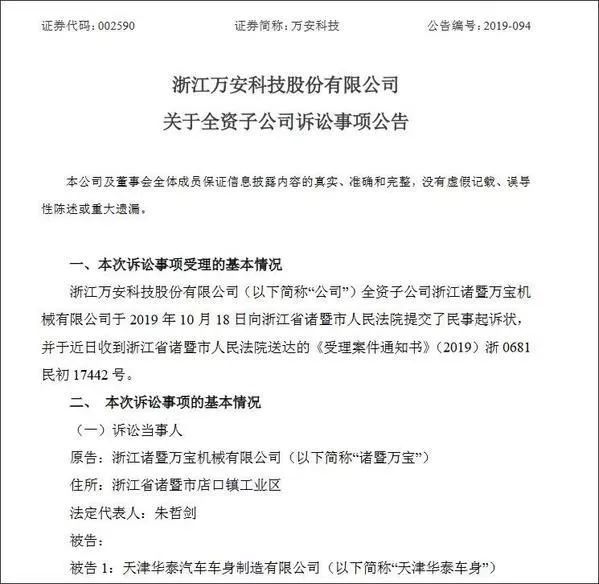 证券代码：002590 证券简称：万安科技 公告编号：2019-094
浙江万安科技股份有限公司
关于全资子公司诉讼事项公告
本公司及董事会全体成员保证信息披露内容的真实、准确和完整，没有虚假记载、误导
性陈述或重大遗漏。
一、本次诉讼事项受理的基本情况
浙江万安科技股份有限公司（以下简称“公司”）全资子公司浙江诸暨万宝机
械有限公司于 2019 年 10 月 18 日向浙江省诸暨市人民法院提交了民事起诉状，
并于近日收到浙江省诸暨市人民法院送达的《受理案件通知书》（2019）浙 0681
民初 17442 号。
二、 本次诉讼事项的基本情况
（一）诉讼当事人
原告：浙江诸暨万宝机械有限公司（以下简称“诸暨万宝”）
住所：浙江省诸暨市店口镇工业区
法定代表人：朱哲剑
被告：
被告 1：天津华泰汽车车身制造有限公司（以下简称“天津华泰车身”）